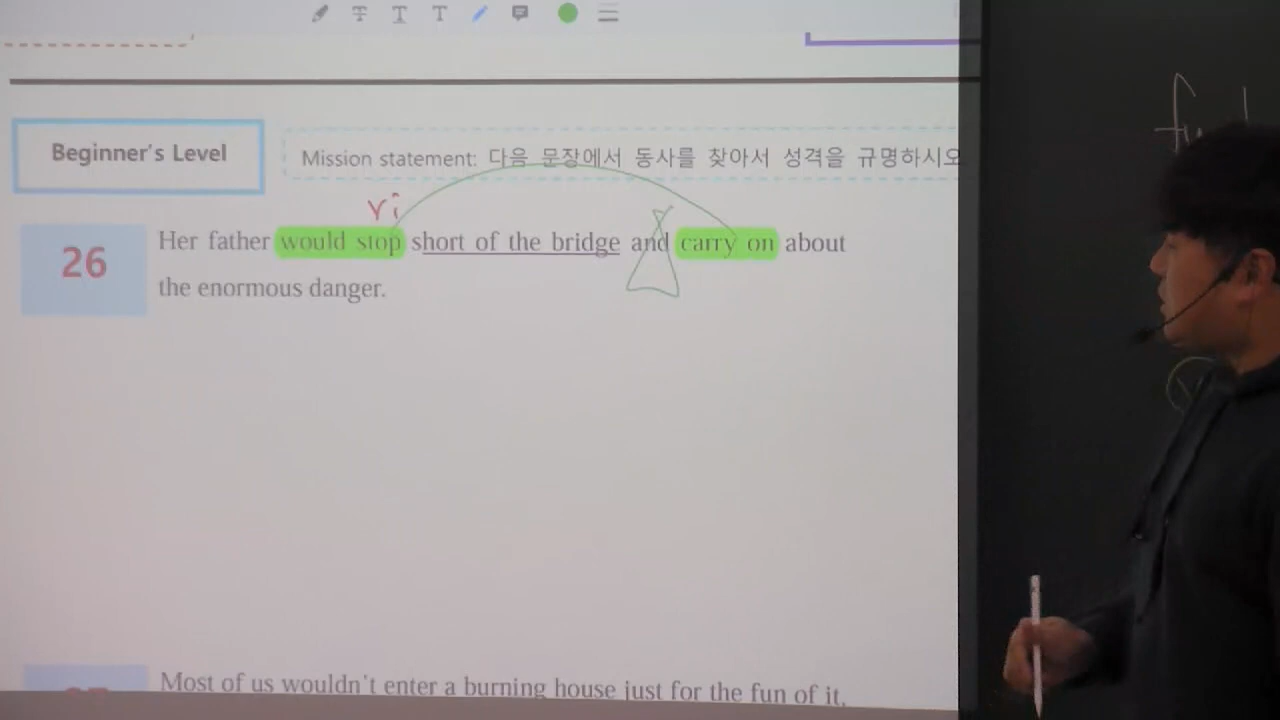 Beginner's Level
Mission statement: 다음 문장에서 동사를 찾아서 성격을 규명하시오
vi
26
Her father would stop short of the bridge and carry on about
the enormous danger.
Most of us wouldn't enter a burning house just for the fun of it.